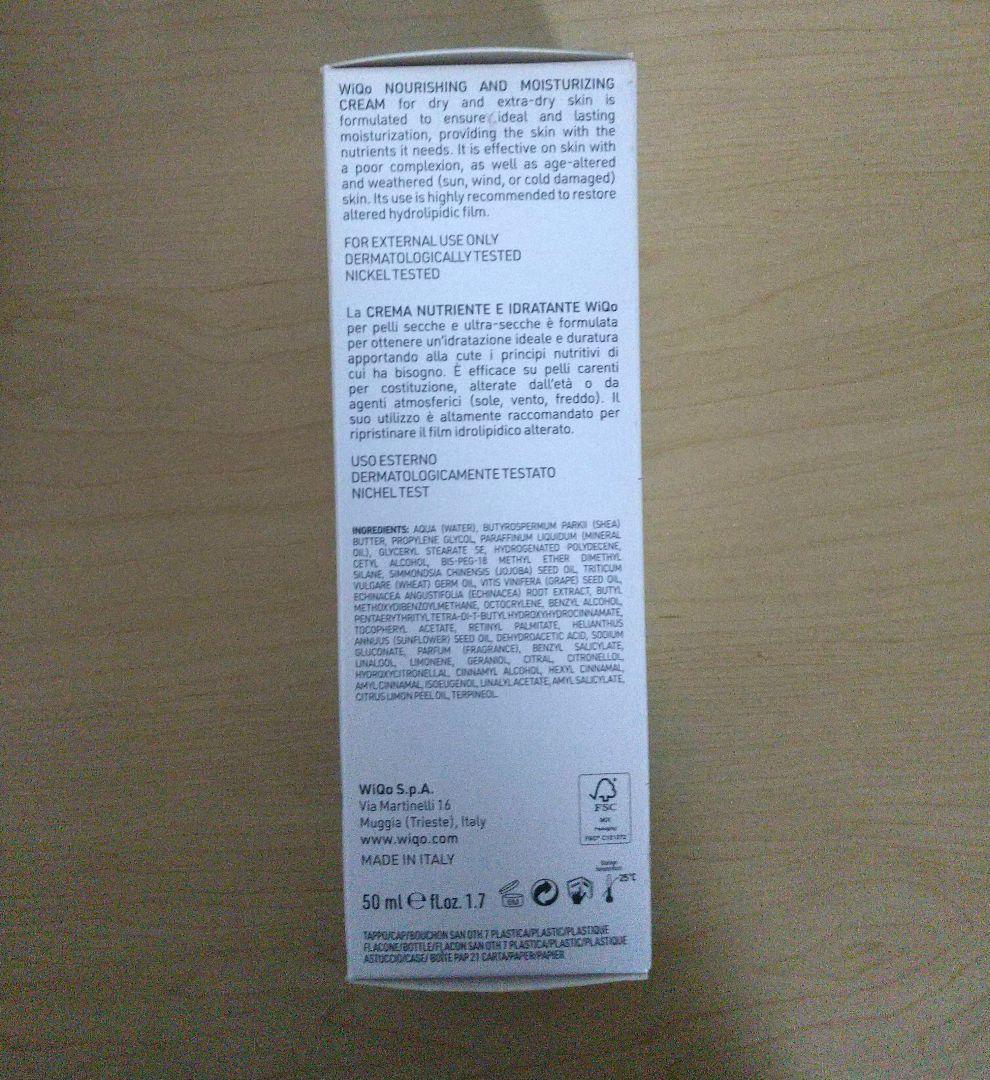 WiQo NOURISHING AND MOISTURIZING
CREAM for dry and extra-dry skin is
formulated to ensure ideal and lasting
moisturization, providing the skin with the
nutrients it needs. It is effective on skin with
a poor complexion, as well as age-altered
and weathered (sun, wind, or cold damaged)
skin. Its use is highly recommended to restore
altered hydrolipidic film.
FOR EXTERNAL USE ONLY
DERMATOLOGICALLY TESTED
NICKEL TESTED
La CREMA NUTRIENTE E IDRATANTE WiQo
per pelli secche e ultra-secche è formulata
per ottenere un'idratazione ideale e duratura
apportando alla cute i principi nutritivi di
cui ha bisogno. È efficace su pelli carenti
per costituzione, alterate dall'età o da
agenti atmosferici (sole, vento, freddo). Il
suo utilizzo è altamente raccomandato per
ripristinare il film idrolipidico alterato.
USO ESTERNO
DERMATOLOGICAMENTE TESTATO
NICHEL TEST
INGREDIENTS: AQUA (WATER), BUTYROSPERMUM PARKII (SHEA)
BUTTER, PROPYLENE GLYCOL, PARAFFINUM LIQUIDUM (MINERAL
OIL), GLYCERYL STEARATE SE, HYDROGENATED POLYDECENE,
CETYL ALCOHOL, BIS-PEG-18 METHYL ETHER DIMETHYL
SILANE, SIMMONDSIA CHINENSIS (JOJOBA) SEED OIL, TRITICUM
VULGARE (WHEAT) GERM OIL, VITIS VINIFERA (GRAPE) SEED OIL,
ECHINACEA ANGUSTIFOLIA (ECHINACEA) ROOT EXTRACT, BUTYL
METHOXYDIBENZOYLMETHANE, OCTOCRYLENE, BENZYL ALCOHOL,
PENTAERYTHRITYL TETRA-DI-T-BUTYL HYDROXYHYDROCINNAMATE,
TOCOPHERYL ACETATE, RETINYL PALMITATE, HELIANTHUS
ANNUUS (SUNFLOWER) SEED OIL, DEHYDROACETIC ACID, SODIUM
GLUCONATE, PARFUM (FRAGRANCE), BENZYL SALICYLATE,
LINALOOL, LIMONENE, GERANIOL, CITRAL, CITRONELLOL,
HYDROXYCITRONELLAL, CINNAMYL ALCOHOL, HEXYL CINNAMAL,
AMYL CINNAMAL, ISOEUGENOL, LINALYL ACETATE, AMYL SALICYLATE,
CITRUS LIMON PEEL OIL, TERPINEOL.
WiQo S.p.A.
Via Martinelli 16
Muggia (Trieste), Italy
www.wiqo.com
MADE IN ITALY
FSC
MIX
Packaging
50 ml e fl.oz. 1.7
Storage
temperature
25°C
TAPPO/CAP/BOUCHON SAN OTH 7 PLASTICA/PLASTIC/PLASTIQUE
FLACONE/BOTTLE/FLACON SAN OTH 7 PLASTICA/PLASTIC/PLASTIQUE
ASTUCCIO/CASE/ BOÎTE PAP 21 CARTA/PAPER/PAPIER